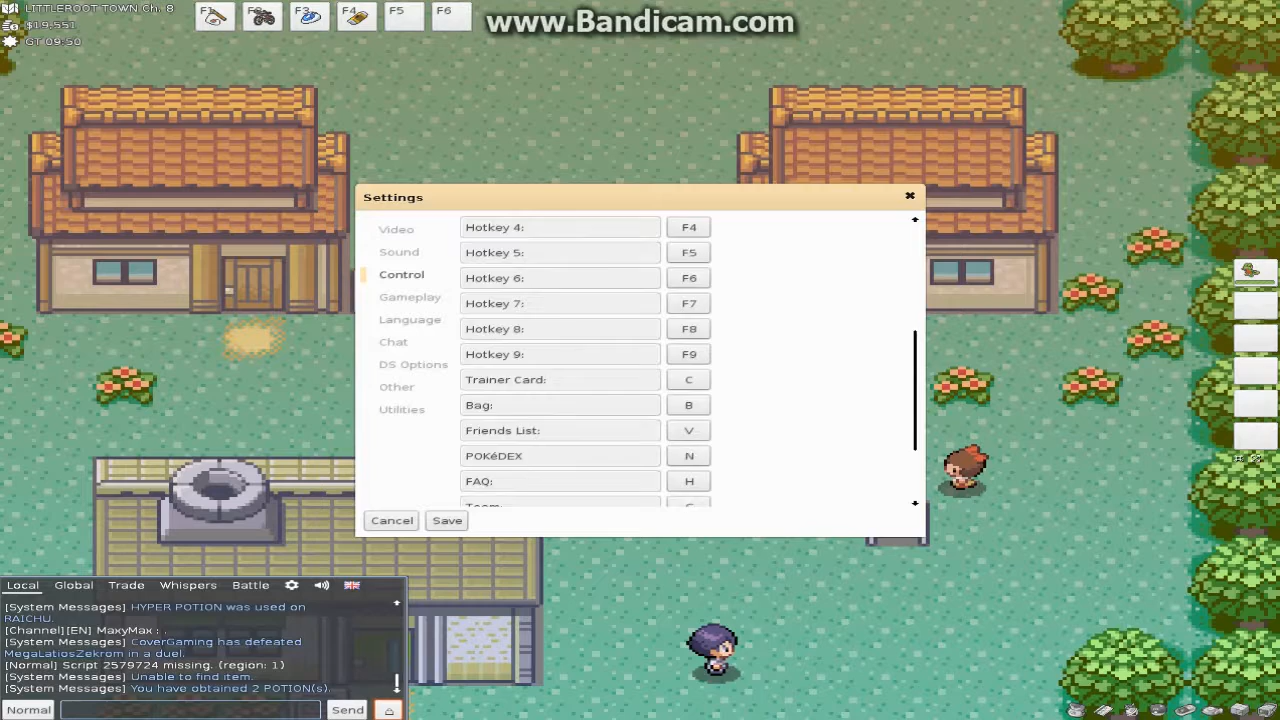 LITTLEROOT TOWN Ch. 8
$19,551
GT 09:50
F1
F2
F3
F4
F5
F6
www.Bandicam.com
Settings
Video
Sound
Control
Gameplay
Language
Chat
DS Options
Other
Utilities
Hotkey 4: F4
Hotkey 5: F5
Hotkey 6: F6
Hotkey 7: F7
Hotkey 8: F8
Hotkey 9: F9
Trainer Card: C
Bag: B
Friends List: V
POKéDEX N
FAQ: H
Cancel Save
Local Global Trade Whispers Battle
[System Messages] HYPER POTION was used on
RAICHU.
[Channel][EN] MaxyMax : .
[System Messages] CoverGaming has defeated
MegaLatiosZekrom in a duel.
[Normal] Script 2579724 missing. (region: 1)
[System Messages] Unable to find item.
[System Messages] You have obtained 2 POTION(s).
Normal Send